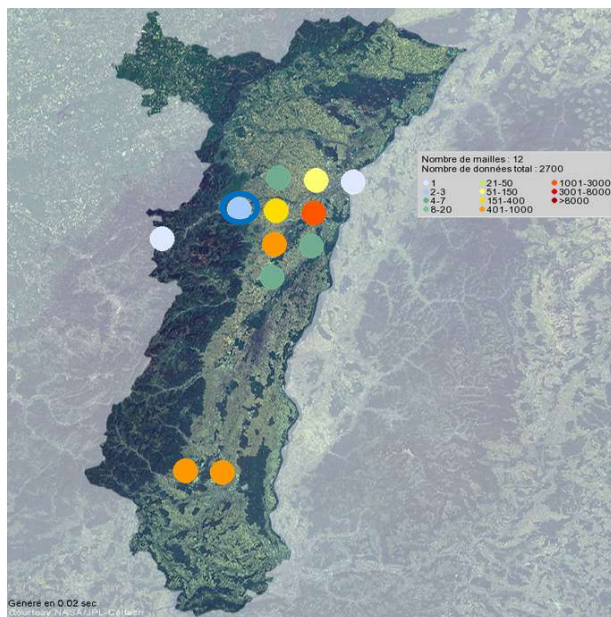 Nombre de mailles : 12
Nombre de données total : 2700
1 21-50 1001-3000
2-3 51-150 3001-8000
4-7 151-400 >8000
8-20 401-1000
Généré en 0.02 sec.
Courtesy NASA/JPL-Caltech